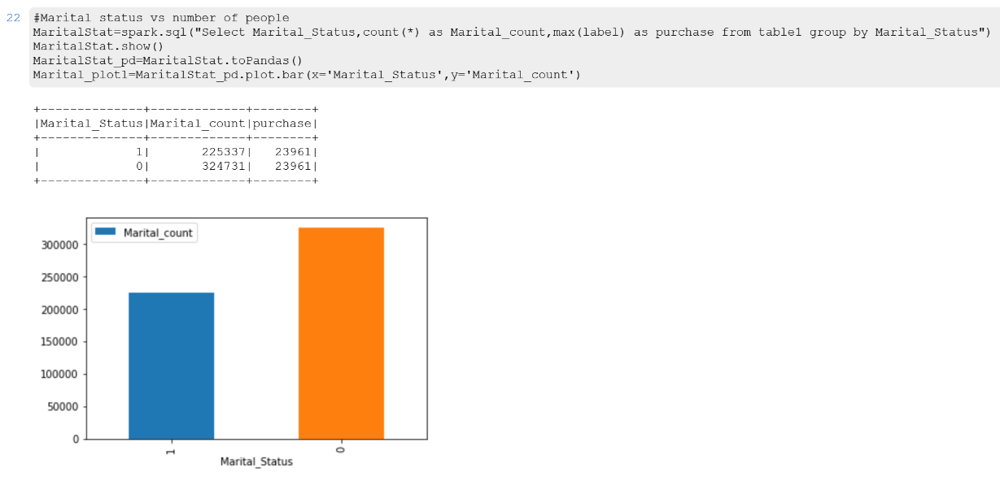 22 #Marital status vs number of people
MaritalStat=spark.sql("Select Marital_Status,count(*) as Marital_count,max(label) as purchase from table1 group by Marital_Status")
MaritalStat.show()
MaritalStat_pd=MaritalStat.toPandas()
Marital_plot1=MaritalStat_pd.plot.bar(x='Marital_Status',y='Marital_count')
+--------------+-------------+--------+
|Marital_Status|Marital_count|purchase|
+--------------+-------------+--------+
|             1|       225337|   23961|
|             0|       324731|   23961|
+--------------+-------------+--------+
Marital_count
300000
250000
200000
150000
100000
50000
0
1 0
Marital_Status